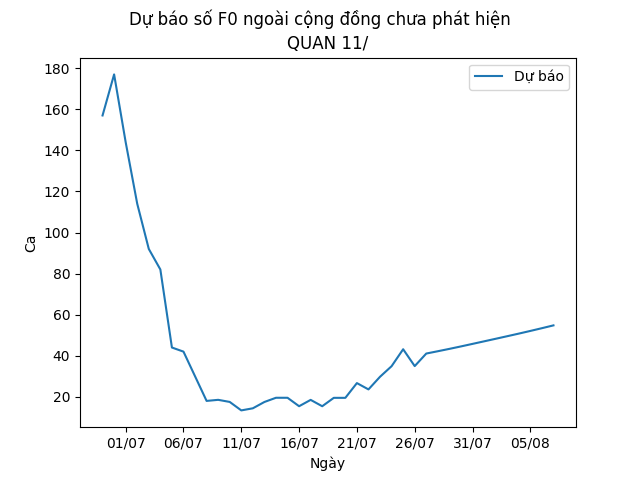 Dự báo số F0 ngoài cộng đồng chưa phát hiện
QUAN 11/
Dự báo
180
160
140
120
100
80
60
40
20
Ca
01/07 06/07 11/07 16/07 21/07 26/07 31/07 05/08
Ngày